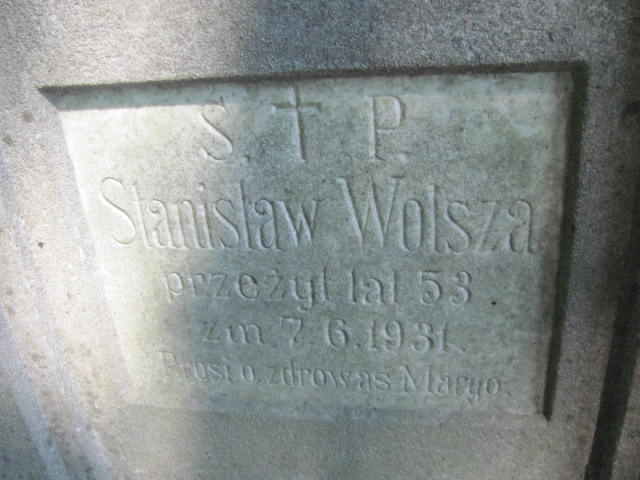 S. † P.
Stanisław Wolsza
przeżył lat 53
zm. 7.6.1931.
Prosi o zdrowaś Maryo.